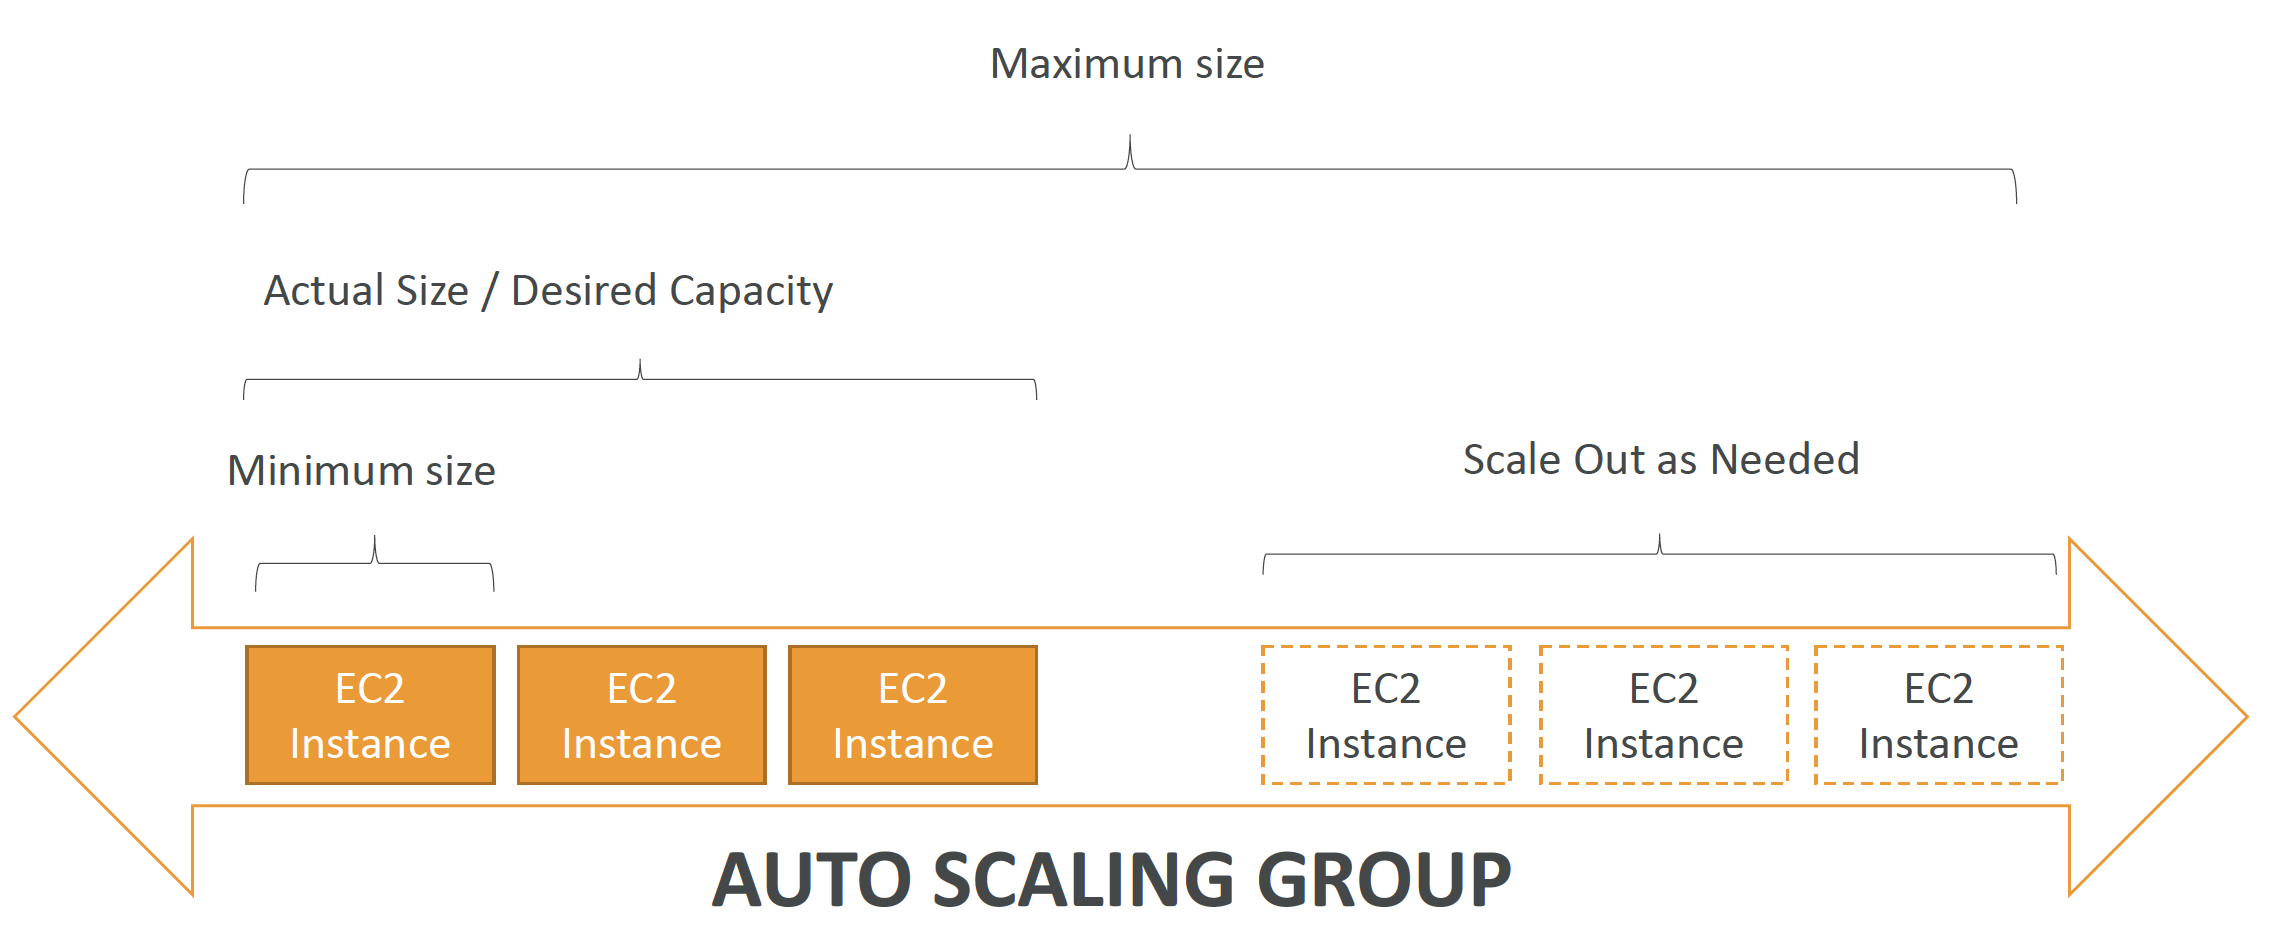 Maximum size
Actual Size / Desired Capacity
Minimum size
Scale Out as Needed
EC2
Instance
EC2
Instance
EC2
Instance
EC2
Instance
EC2
Instance
EC2
Instance
AUTO SCALING GROUP